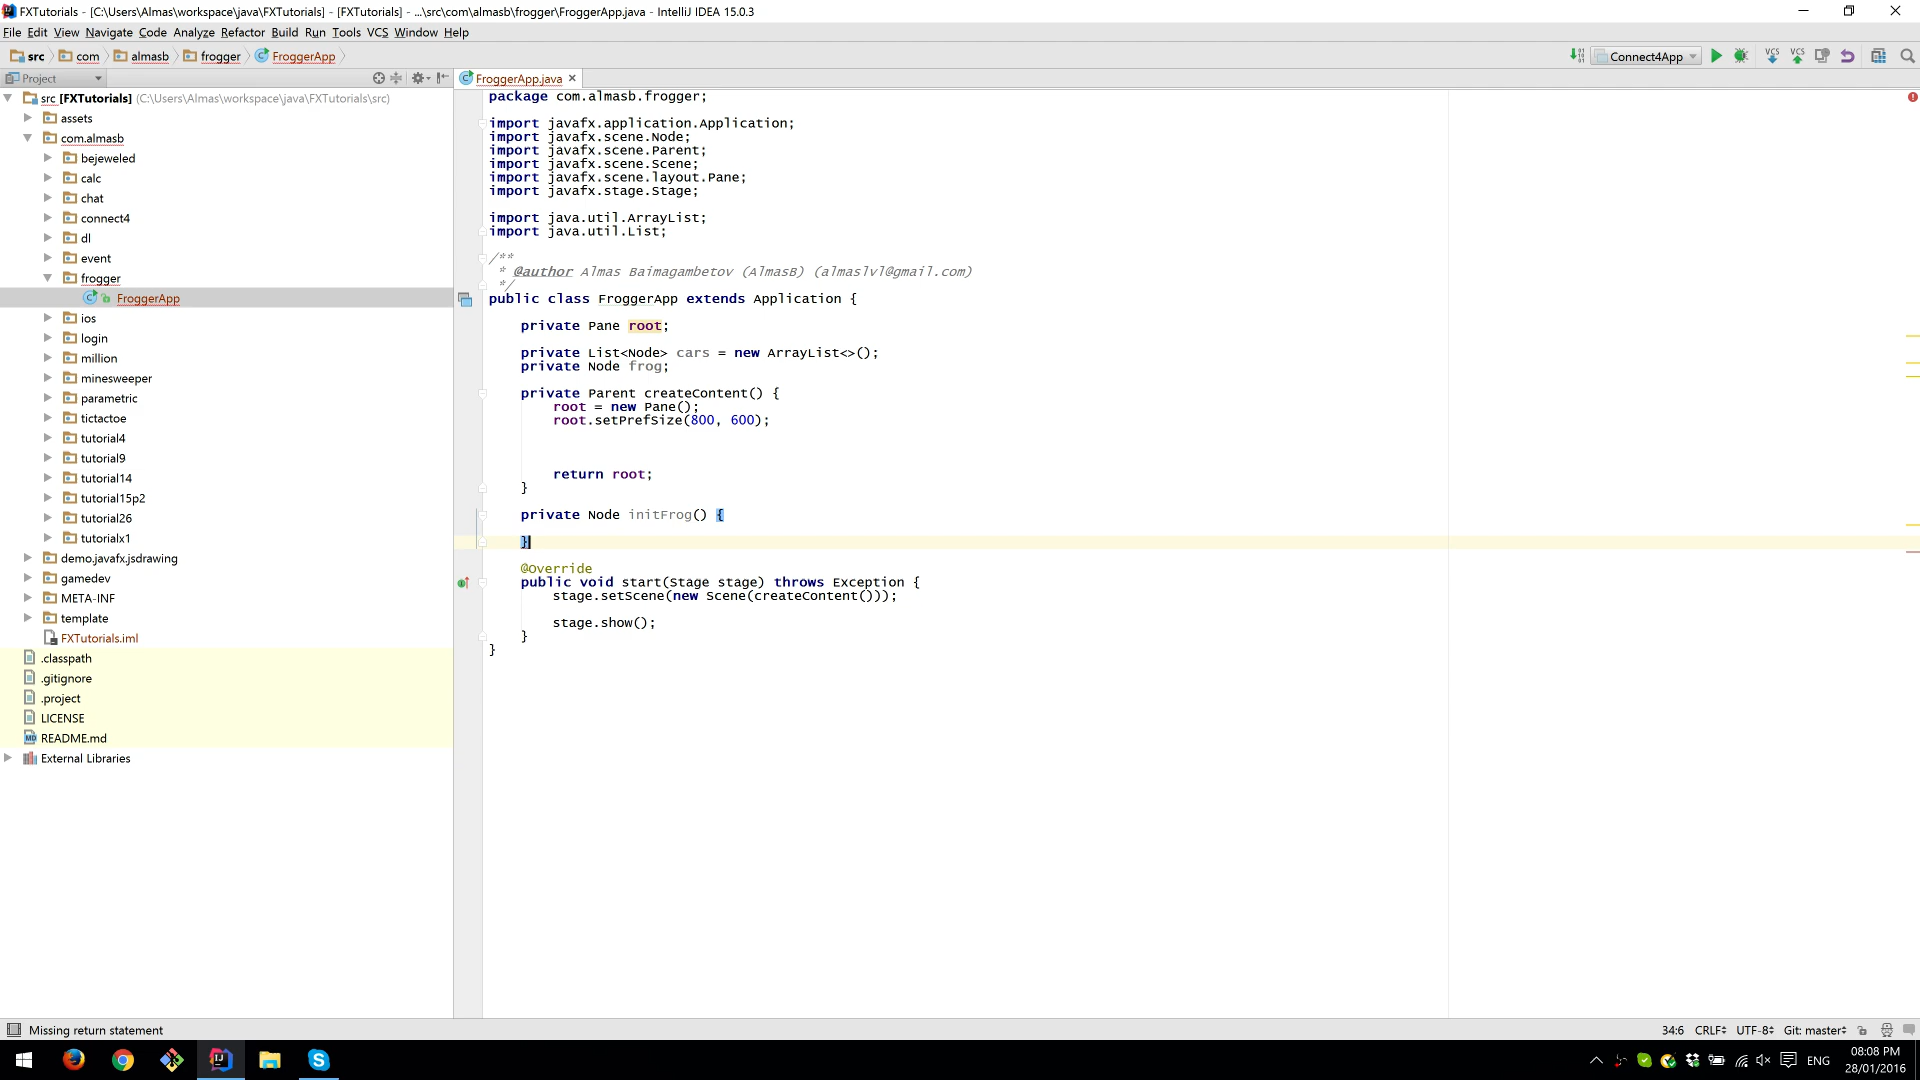 FXTutorials - [C:\Users\Almas\workspace\java\FXTutorials] - [FXTutorials] - ...\src\com\almasb\frogger\FroggerApp.java - IntelliJ IDEA 15.0.3
File Edit View Navigate Code Analyze Refactor Build Run Tools VCS Window Help
src com almasb frogger FroggerApp Connect4App VCS VCS
Project FroggerApp.java
src [FXTutorials] (C:\Users\Almas\workspace\java\FXTutorials\src)
assets
com.almasb
bejeweled
calc
chat
connect4
dl
event
frogger
FroggerApp
ios
login
million
minesweeper
parametric
tictactoe
tutorial4
tutorial9
tutorial14
tutorial15p2
tutorial26
tutorialx1
demo.javafx.jsdrawing
gamedev
META-INF
template
FXTutorials.iml
.classpath
.gitignore
.project
LICENSE
README.md
External Libraries
package com.almasb.frogger;
import javafx.application.Application;
import javafx.scene.Node;
import javafx.scene.Parent;
import javafx.scene.Scene;
import javafx.scene.layout.Pane;
import javafx.stage.Stage;
import java.util.ArrayList;
import java.util.List;
/**
* @author Almas Baimagambetov (AlmasB) (almaslvl@gmail.com)
*/
public class FroggerApp extends Application {
private Pane root;
private List<Node> cars = new ArrayList<>();
private Node frog;
private Parent createContent() {
root = new Pane();
root.setPrefSize(800, 600);
return root;
}
private Node initFrog() {
}
@Override
public void start(Stage stage) throws Exception {
stage.setScene(new Scene(createContent()));
stage.show();
}
}
Missing return statement 34:6 CRLF UTF-8 Git: master
ENG 08:08 PM
28/01/2016